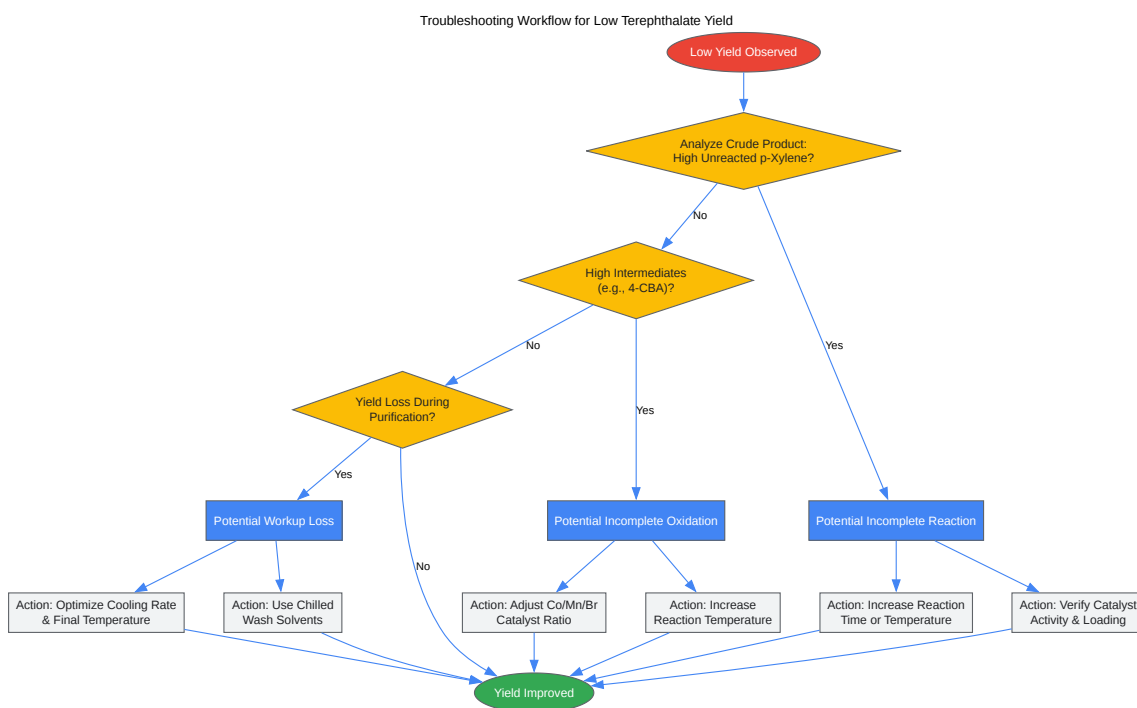 Troubleshooting Workflow for Low Terephthalate Yield
Low Yield Observed
Analyze Crude Product:
High Unreacted p-Xylene?
No
High Intermediates
(e.g., 4-CBA)?
No
Yes
Yield Loss During
Purification?
Yes
Yes
No
Potential Workup Loss
Potential Incomplete Oxidation
Potential Incomplete Reaction
Action: Optimize Cooling Rate
& Final Temperature
Action: Use Chilled
Wash Solvents
Action: Adjust Co/Mn/Br
Catalyst Ratio
Action: Increase
Reaction Temperature
Action: Increase Reaction
Time or Temperature
Action: Verify Catalyst
Activity & Loading
Yield Improved